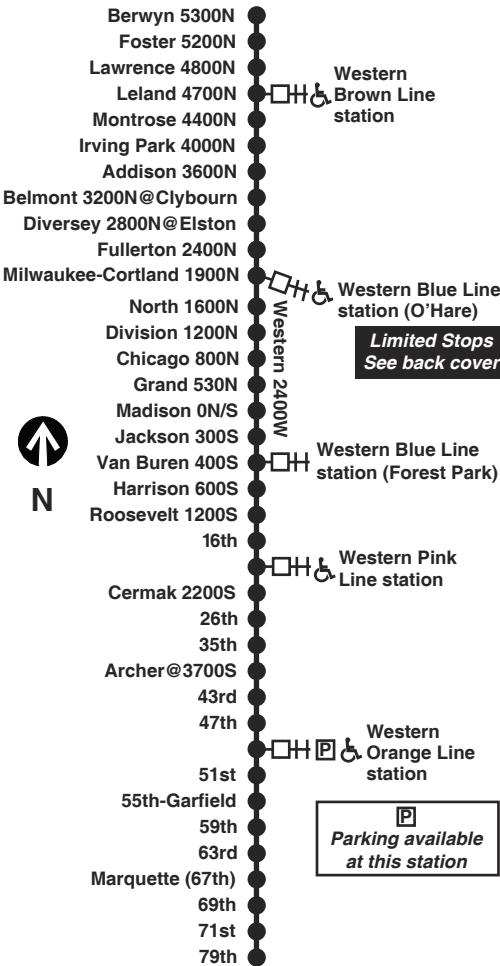 Berwyn 5300N
Foster 5200N
Lawrence 4800N
Leland 4700N
Western
Brown Line
station
Montrose 4400N
Irving Park 4000N
Addison 3600N
Belmont 3200N@Clybourn
Diversey 2800N@Elston
Fullerton 2400N
Milwaukee-Cortland 1900N
Western Blue Line
station (O'Hare)
Limited Stops
See back cover
Western 2400W
North 1600N
Division 1200N
Chicago 800N
Grand 530N
Madison 0N/S
Jackson 300S
Van Buren 400S
Western Blue Line
station (Forest Park)
N
Harrison 600S
Roosevelt 1200S
16th
Western Pink
Line station
Cermak 2200S
26th
35th
Archer@3700S
43rd
47th
P
Western
Orange Line
station
51st
55th-Garfield
59th
63rd
Marquette (67th)
69th
71st
79th
P
Parking available
at this station